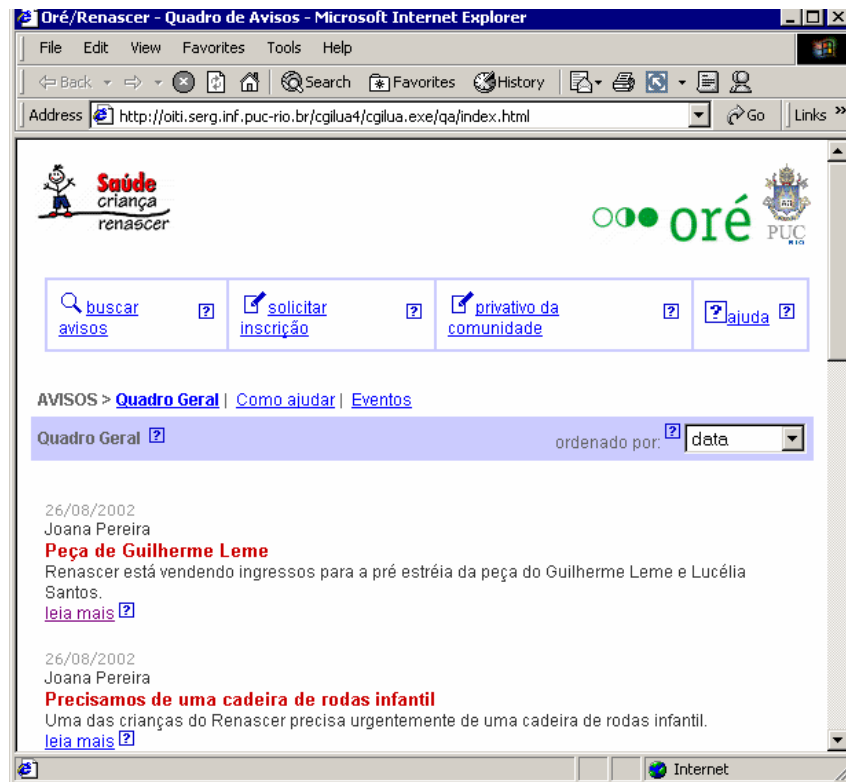 Oré/Renascer - Quadro de Avisos - Microsoft Internet Explorer
File Edit View Favorites Tools Help
Back Search Favorites History
Address http://oiti.serg.inf.puc-rio.br/cgilua4/cgilua.exe/qa/index.html Go Links »
Saúde
criança
renascer
oré
PUC
RIO
buscar avisos ?
solicitar inscrição ?
privativo da comunidade ?
? ajuda ?
AVISOS > Quadro Geral | Como ajudar | Eventos
Quadro Geral ? ordenado por: ? data
26/08/2002
Joana Pereira
Peça de Guilherme Leme
Renascer está vendendo ingressos para a pré estréia da peça do Guilherme Leme e Lucélia
Santos.
leia mais ?
26/08/2002
Joana Pereira
Precisamos de uma cadeira de rodas infantil
Uma das crianças do Renascer precisa urgentemente de uma cadeira de rodas infantil.
leia mais ?
Internet